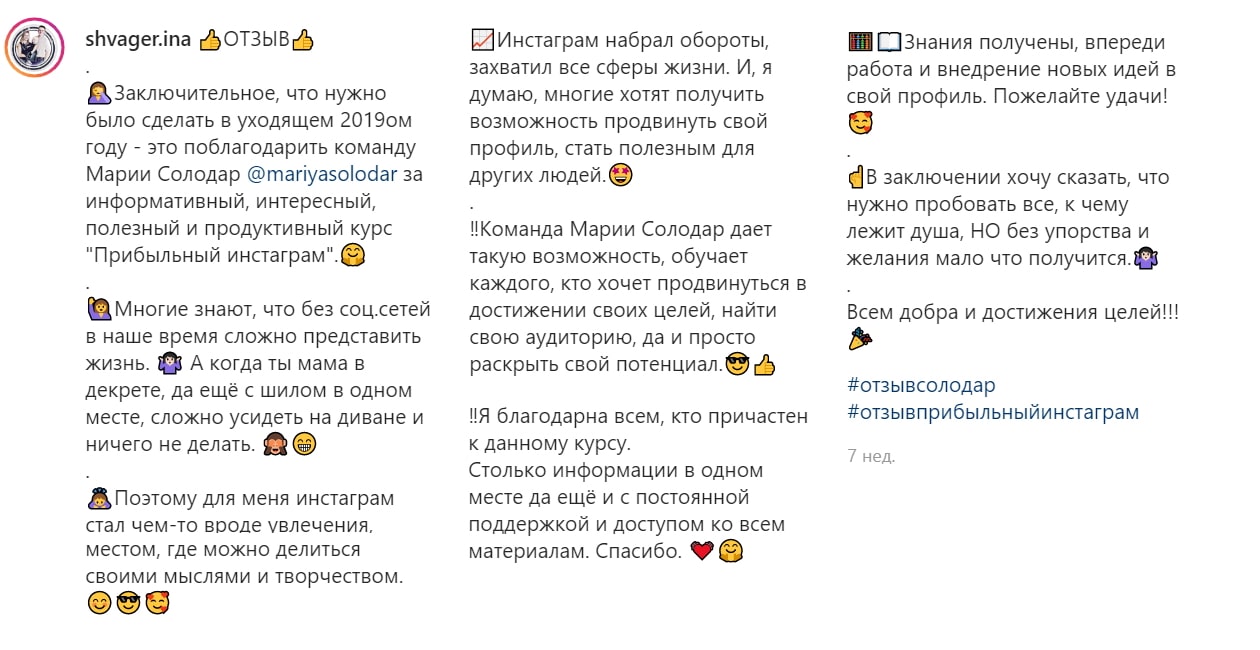 shvager.ina 👍ОТЗЫВ👍
.
🤦‍♀️Заключительное, что нужно
было сделать в уходящем 2019ом
году - это поблагодарить команду
Марии Солодар @mariyasolodar за
информативный, интересный,
полезный и продуктивный курс
"Прибыльный инстаграм".🤗
.
🙋‍♀️Многие знают, что без соц.сетей
в наше время сложно представить
жизнь. 🤷🏻‍♀️ А когда ты мама в
декрете, да ещё с шилом в одном
месте, сложно усидеть на диване и
ничего не делать. 🙈😁
.
🙇‍♀️Поэтому для меня инстаграм
стал чем-то вроде увлечения,
местом, где можно делиться
своими мыслями и творчеством.
😊😎🥰
📈Инстаграм набрал обороты,
захватил все сферы жизни. И, я
думаю, многие хотят получить
возможность продвинуть свой
профиль, стать полезным для
других людей.🤩
.
‼Команда Марии Солодар дает
такую возможность, обучает
каждого, кто хочет продвинуться в
достижении своих целей, найти
свою аудиторию, да и просто
раскрыть свой потенциал.😎👍
‼Я благодарна всем, кто причастен
к данному курсу.
Столько информации в одном
месте да ещё и с постоянной
поддержкой и доступом ко всем
материалам. Спасибо. ❤️🤗
🧮📖Знания получены, впереди
работа и внедрение новых идей в
свой профиль. Пожелайте удачи!
🥰
.
☝В заключении хочу сказать, что
нужно пробовать все, к чему
лежит душа, НО без упорства и
желания мало что получится.🤷🏻‍♀️
.
Всем добра и достижения целей!!!
🎉
#отзывсолодар
#отзывприбыльныйинстаграм
7 нед.